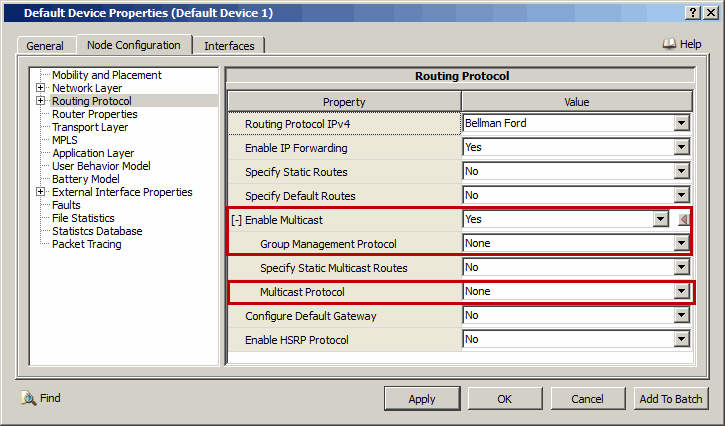 Default Device Properties (Default Device 1)
General Node Configuration Interfaces Help
Mobility and Placement
Network Layer
Routing Protocol
Router Properties
Transport Layer
MPLS
Application Layer
User Behavior Model
Battery Model
External Interface Properties
Faults
File Statistics
Statistcs Database
Packet Tracing
Routing Protocol
Property Value
Routing Protocol IPv4 Bellman Ford
Enable IP Forwarding Yes
Specify Static Routes No
Specify Default Routes No
[-] Enable Multicast Yes
Group Management Protocol None
Specify Static Multicast Routes No
Multicast Protocol None
Configure Default Gateway No
Enable HSRP Protocol No
Find Apply OK Cancel Add To Batch